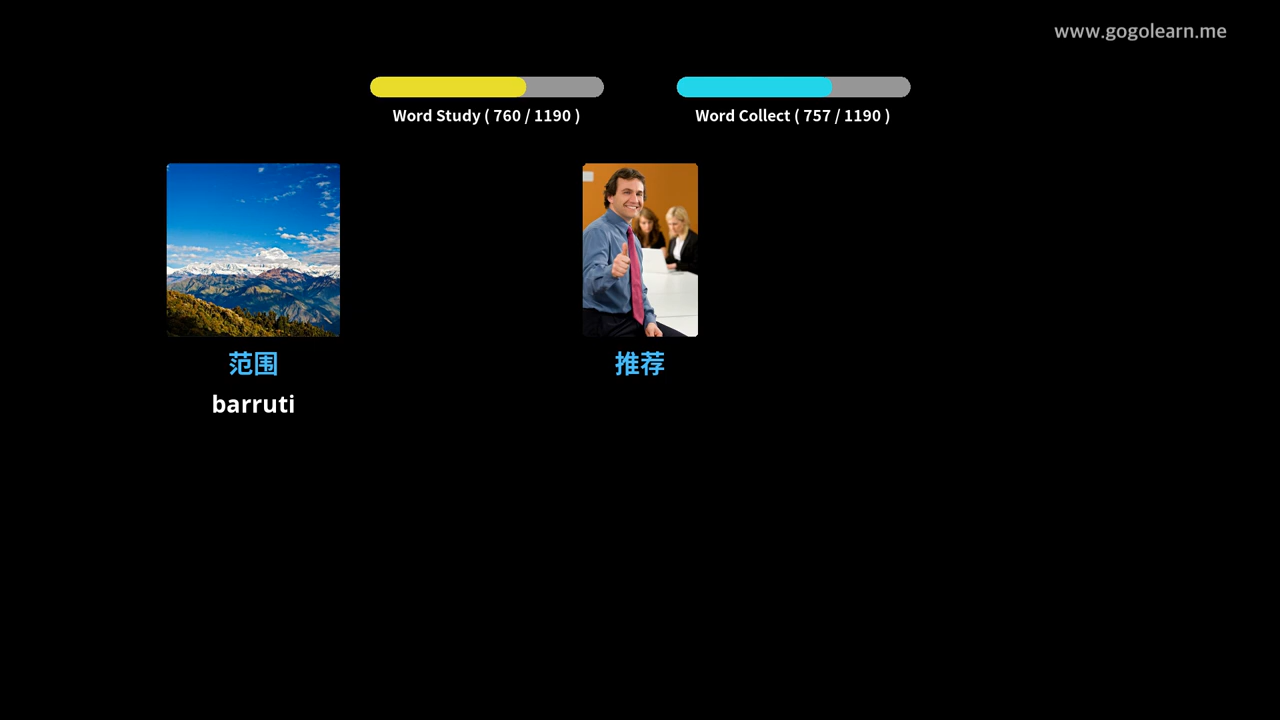 www.gogolearn.me
Word Study ( 760 / 1190 )
Word Collect ( 757 / 1190 )
范围
推荐
barruti